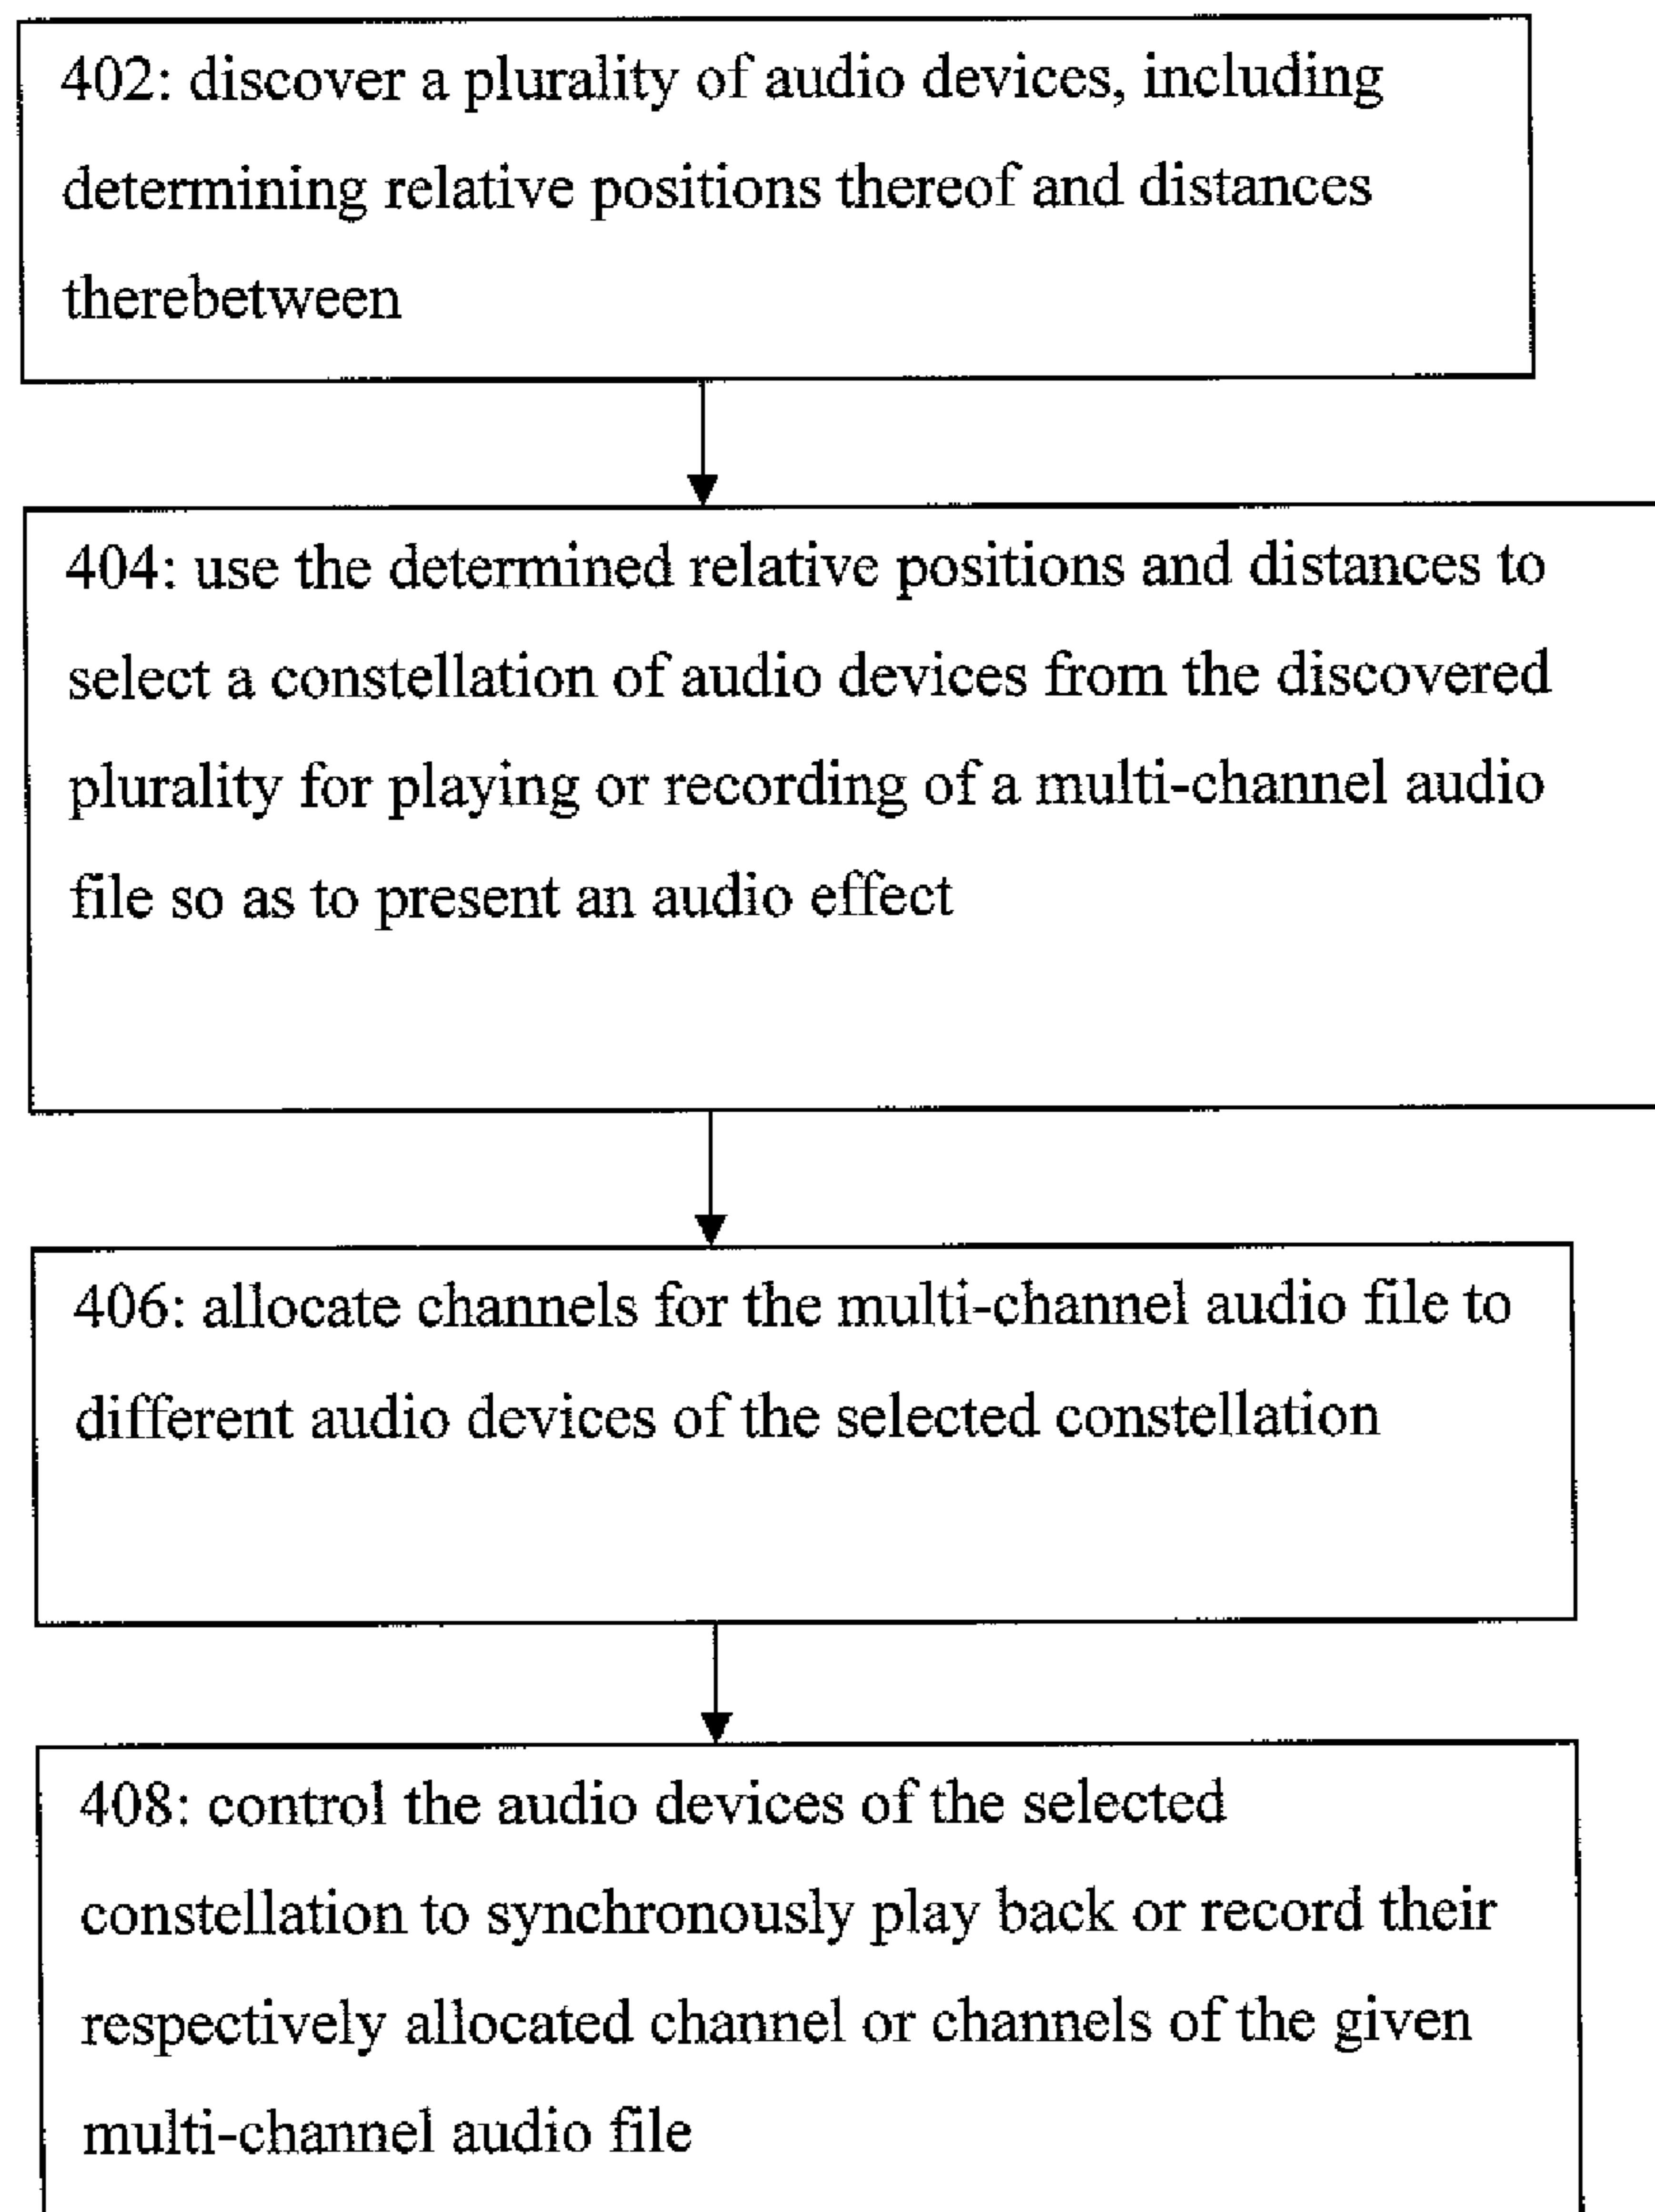 402: discover a plurality of audio devices, including
determining relative positions thereof and distances
therebetween
404: use the determined relative positions and distances to
select a constellation of audio devices from the discovered
plurality for playing or recording of a multi-channel audio
file so as to present an audio effect
406: allocate channels for the multi-channel audio file to
different audio devices of the selected constellation
408: control the audio devices of the selected
constellation to synchronously play back or record their
respectively allocated channel or channels of the given
multi-channel audio file